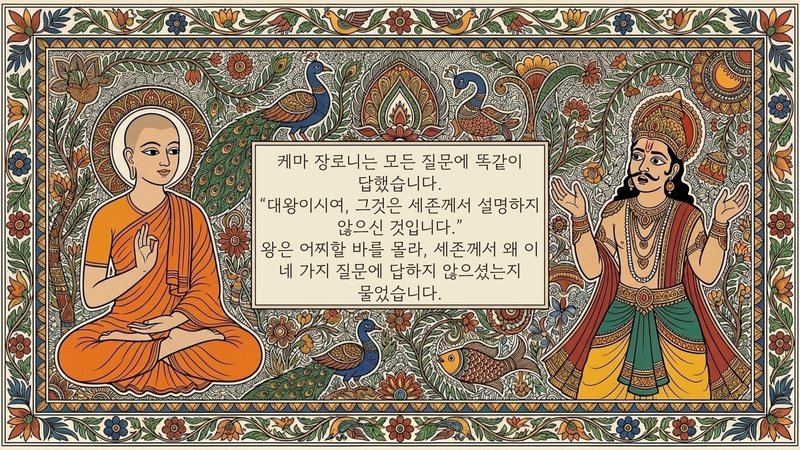 케마 장로니는 모든 질문에 똑같이
답했습니다.
“대왕이시여, 그것은 세존께서 설명하지
않으신 것입니다.”
왕은 어찌할 바를 몰라, 세존께서 왜 이
네 가지 질문에 답하지 않으셨는지
물었습니다.